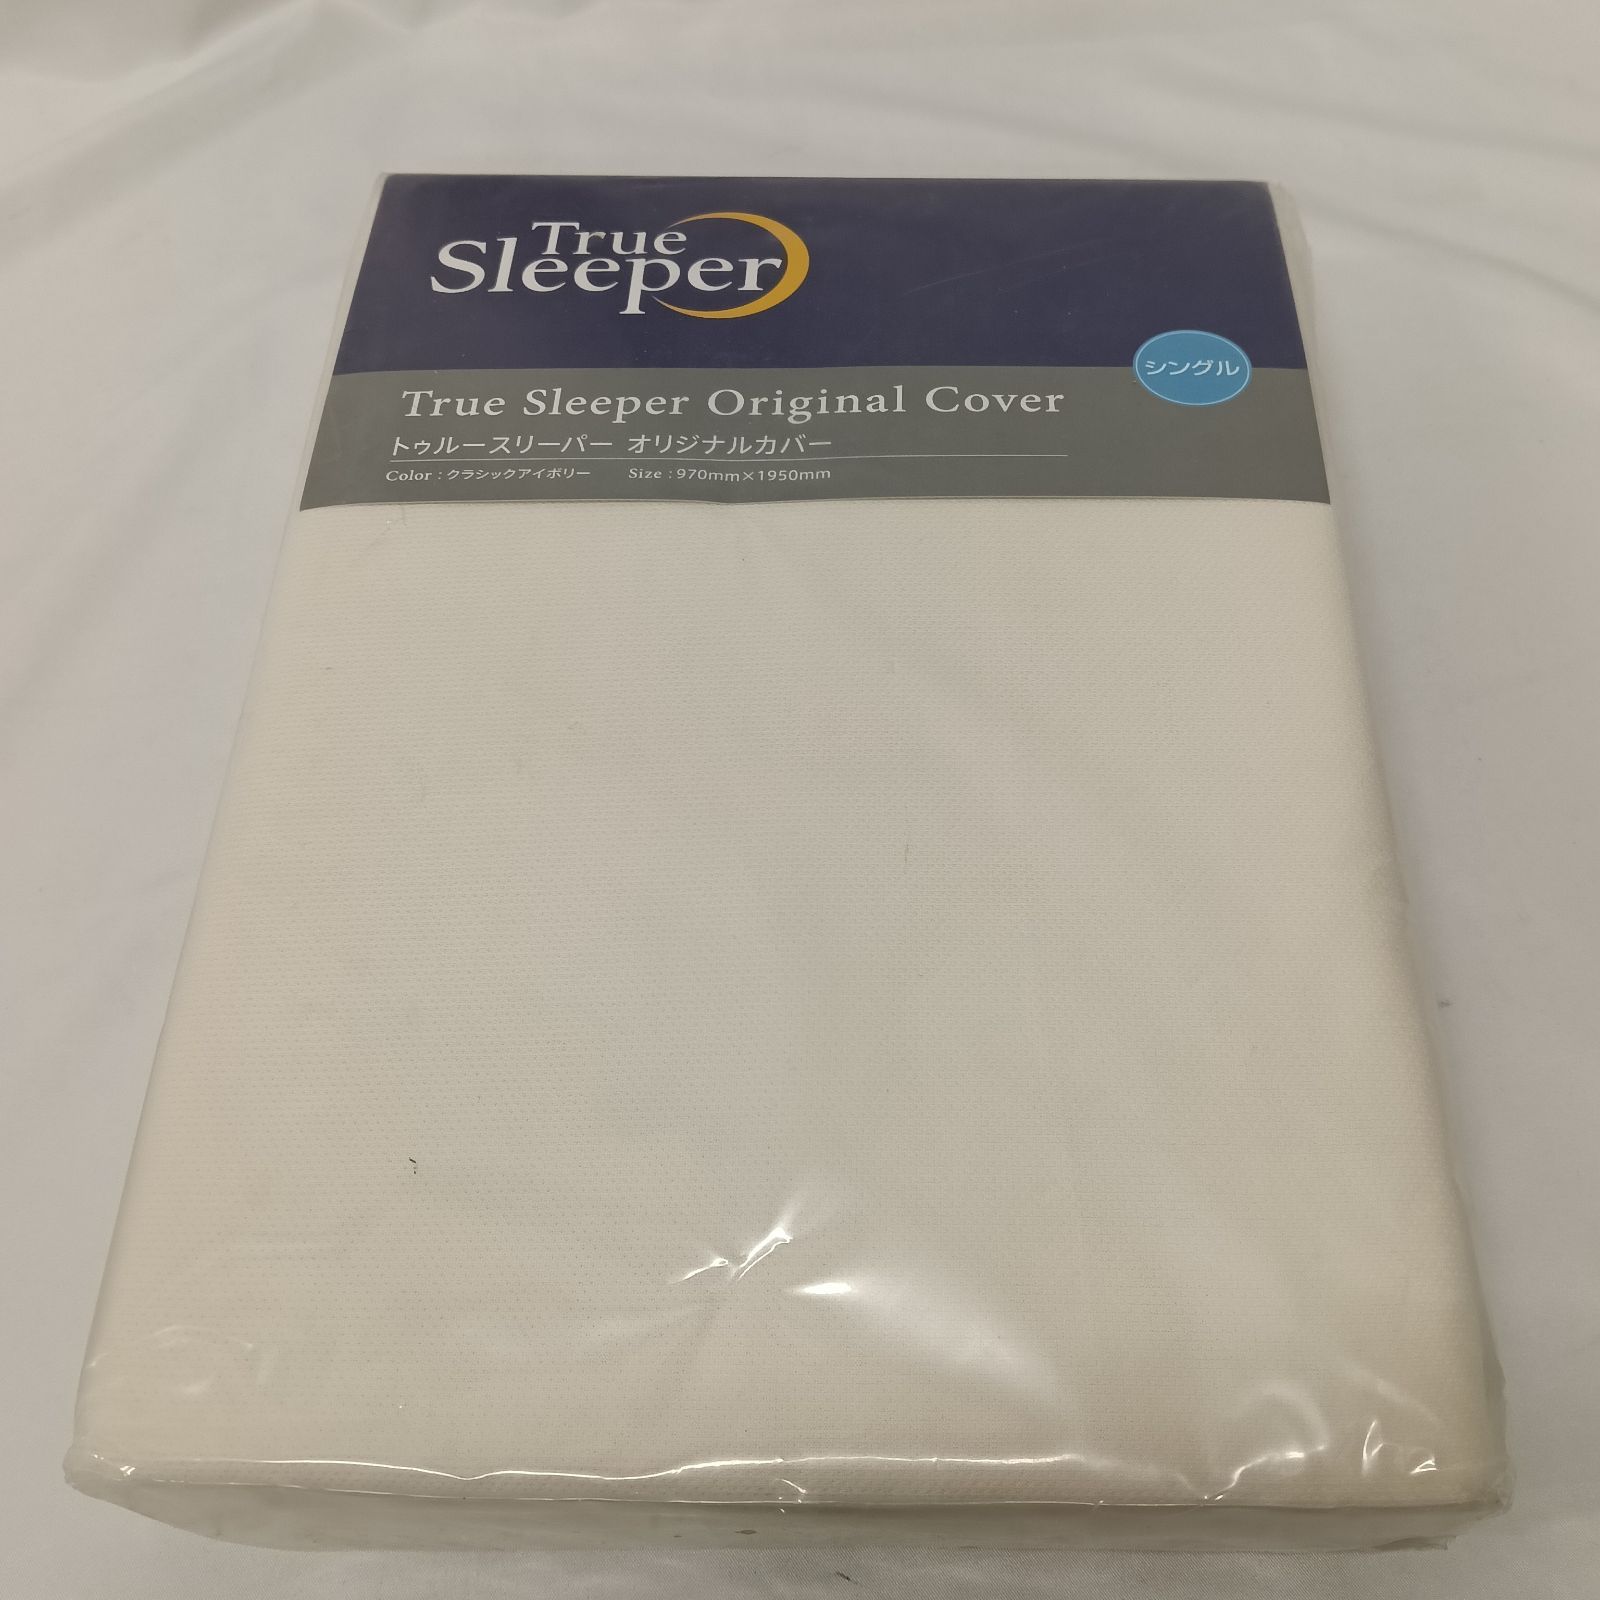 True
Sleeper
シングル
True Sleeper Original Cover
トゥルースリーパー オリジナルカバー
Color : クラシックアイボリー Size : 970mm×1950mm